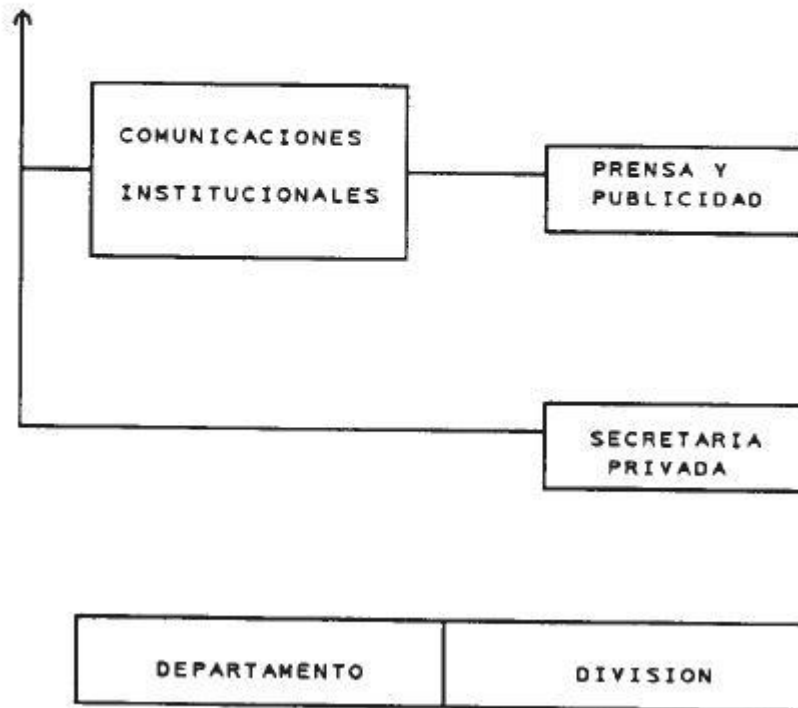 COMUNICACIONES
INSTITUCIONALES
PRENSA Y
PUBLICIDAD
SECRETARIA
PRIVADA
DEPARTAMENTO
DIVISION